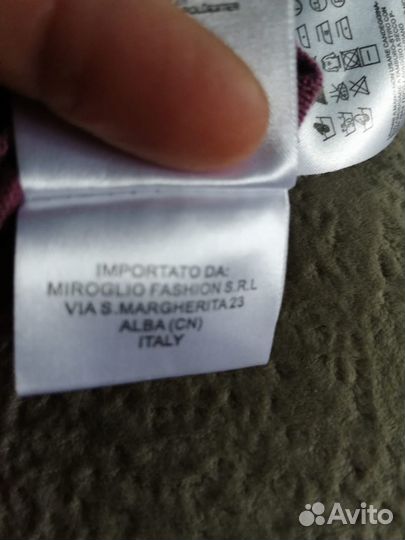 IMPORTATO DA:
MIROGLIO FASHION S.R.L
VIA S.MARGHERITA 23
ALBA (CN)
ITALY
Avito